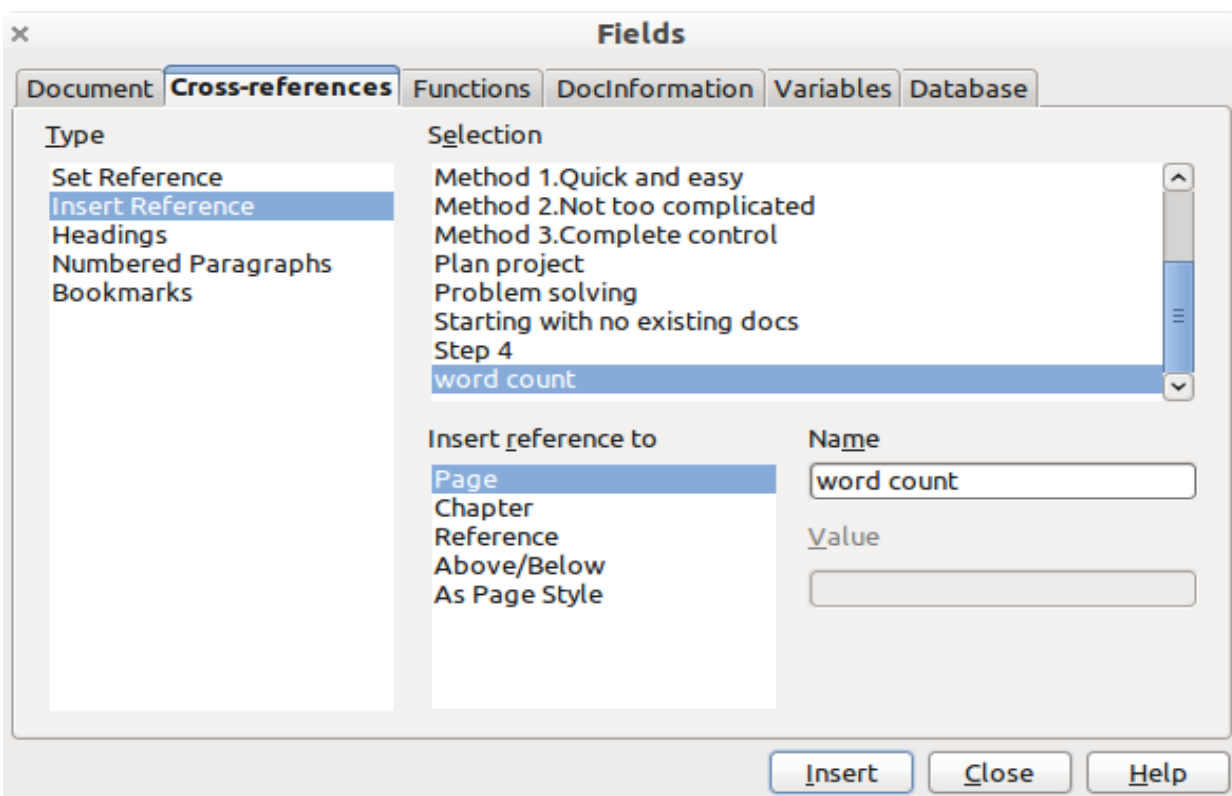 Fields
Document Cross-references Functions DocInformation Variables Database
Type
Set Reference
Insert Reference
Headings
Numbered Paragraphs
Bookmarks
Selection
Method 1.Quick and easy
Method 2.Not too complicated
Method 3.Complete control
Plan project
Problem solving
Starting with no existing docs
Step 4
word count
Insert reference to
Page
Chapter
Reference
Above/Below
As Page Style
Name
word count
Value
Insert Close Help